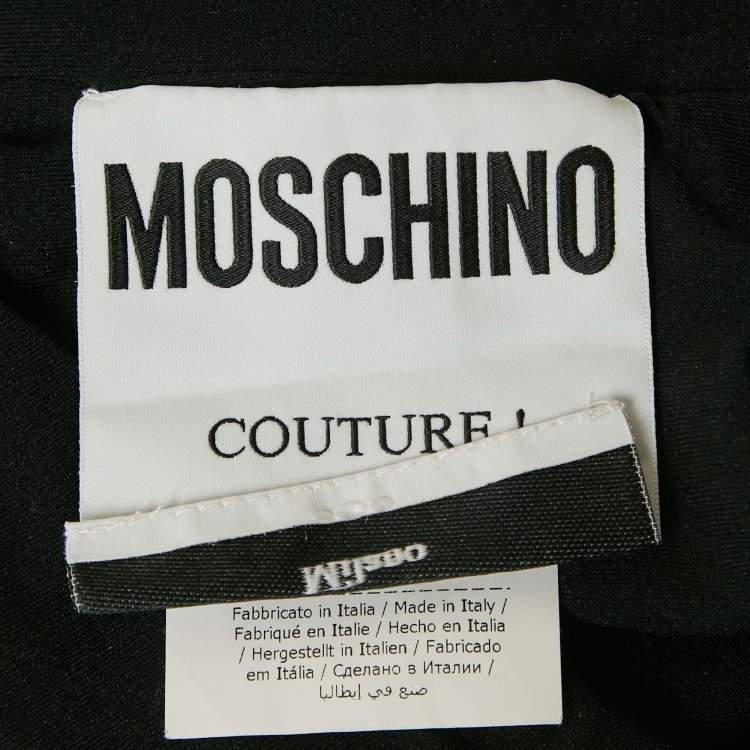 MOSCHINO
COUTURE !
Milano
Fabbricato in Italia / Made in Italy /
Fabriqué en Italie / Hecho en Italia
/ Hergestellt in Italien / Fabricado
em Itália / Сделано в Италии /
صنع في إيطاليا